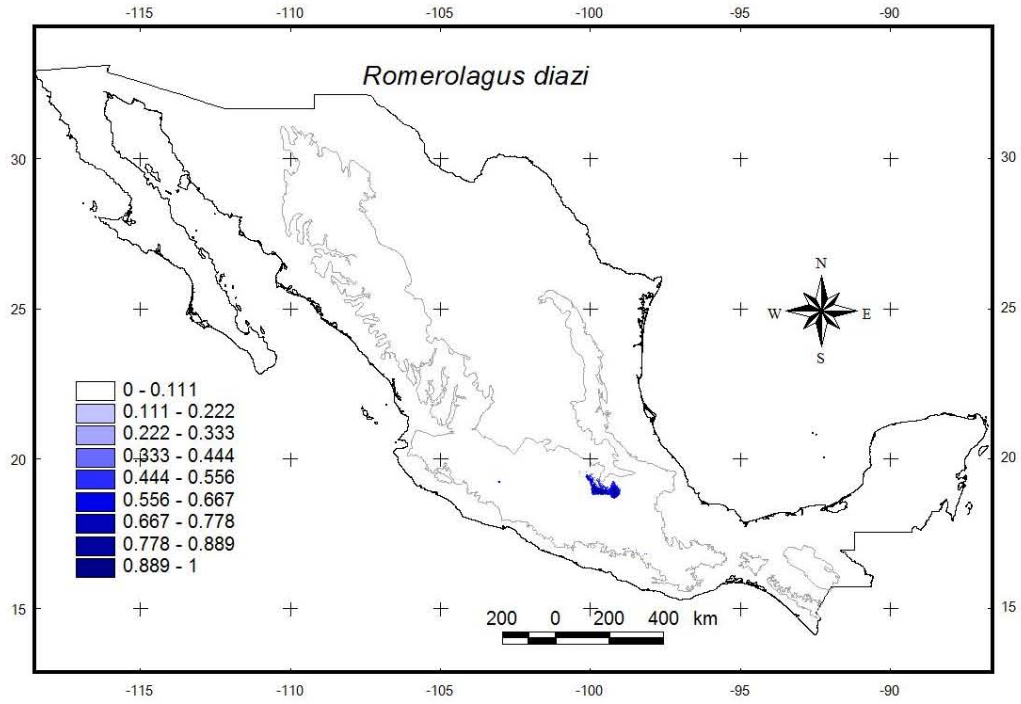 -115 -110 -105 -100 -95 -90
Romerolagus diazi
30 30
N
25 W E 25
S
0 - 0.111
0.111 - 0.222
0.222 - 0.333
20 0.333 - 0.444 20
0.444 - 0.556
0.556 - 0.667
0.667 - 0.778
0.778 - 0.889
0.889 - 1
15 200 0 200 400 km 15
-115 -110 -105 -100 -95 -90